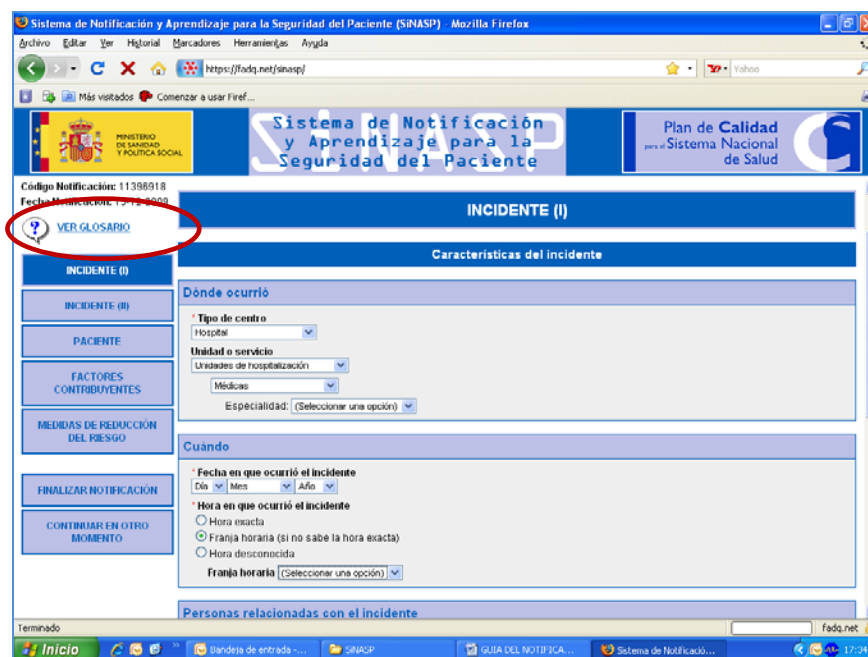 Sistema de Notificación y Aprendizaje para la Seguridad del Paciente (SiNASP) - Mozilla Firefox
Archivo Editar Ver Historial Marcadores Herramientas Ayuda
https://fadq.net/sinasp/
Yahoo
Más visitados Comenzar a usar Firef...
MINISTERIO
DE SANIDAD
Y POLÍTICA SOCIAL
SiNASP
Sistema de Notificación
y Aprendizaje para la
Seguridad del Paciente
Plan de Calidad
para el Sistema Nacional
de Salud
Código Notificación: 11396918
Fecha Notificación:
VER GLOSARIO
INCIDENTE (I)
INCIDENTE (II)
PACIENTE
FACTORES
CONTRIBUYENTES
MEDIDAS DE REDUCCIÓN
DEL RIESGO
FINALIZAR NOTIFICACIÓN
CONTINUAR EN OTRO
MOMENTO
INCIDENTE (I)
Características del incidente
Dónde ocurrió
* Tipo de centro
Hospital
Unidad o servicio
Unidades de hospitalización
Médicas
Especialidad: (Seleccionar una opción)
Cuándo
* Fecha en que ocurrió el incidente
Día Mes Año
* Hora en que ocurrió el incidente
Hora exacta
Franja horaria (si no sabe la hora exacta)
Hora desconocida
Franja horaria (Seleccionar una opción)
Personas relacionadas con el incidente
Terminado
fadq.net
Inicio
Bandeja de entrada -...
SiNASP
GUIA DEL NOTIFICA...
Sistema de Notificació...